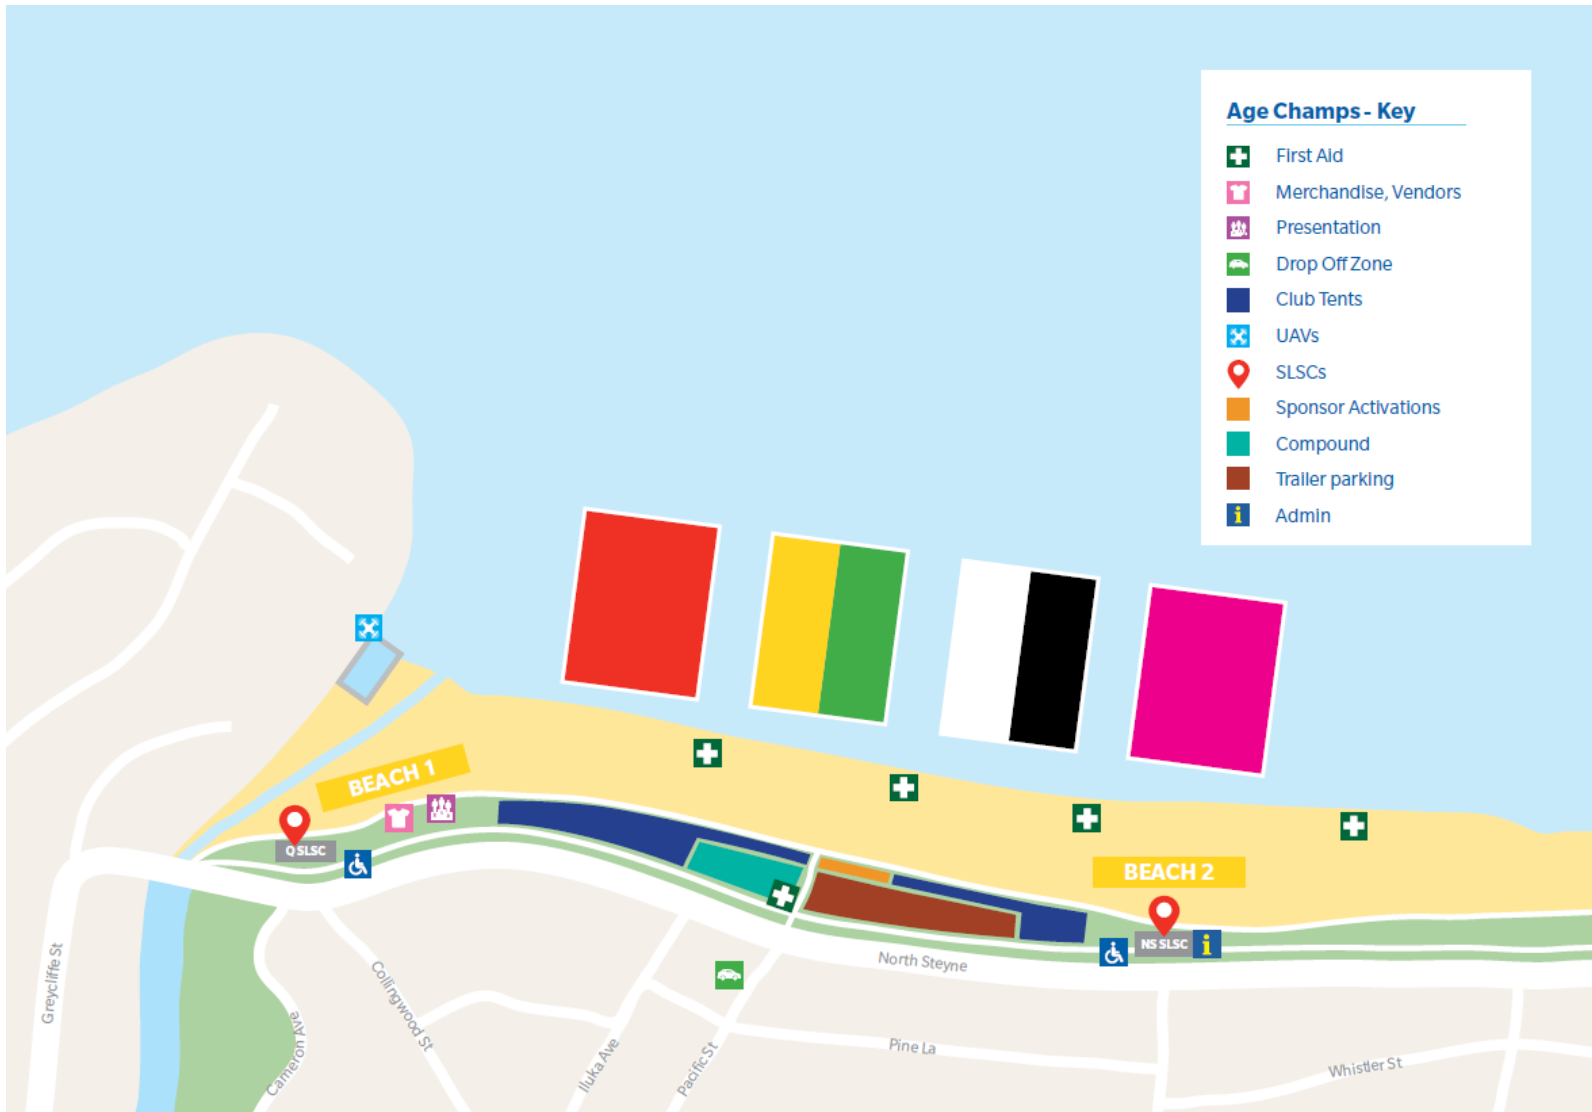 Age Champs - Key
First Aid
Merchandise, Vendors
Presentation
Drop Off Zone
Club Tents
UAVs
SLSCs
Sponsor Activations
Compound
Trailer parking
i Admin
BEACH 1
Q SLSC
BEACH 2
NS SLSC
i
North Steyne
Greycliffe St
Collingwood St
Cameron Ave
Iluka Ave
Pacific St
Pine La
Whistler St